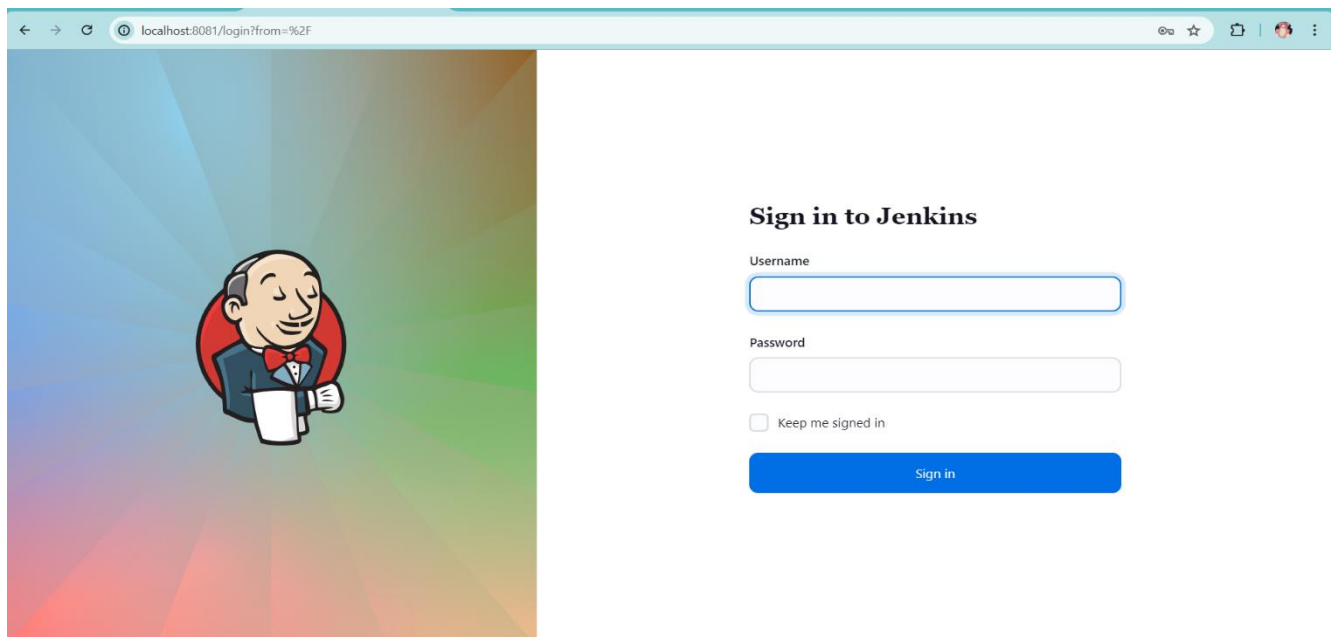 localhost:8081/login?from=%2F
Sign in to Jenkins
Username
Password
Keep me signed in
Sign in